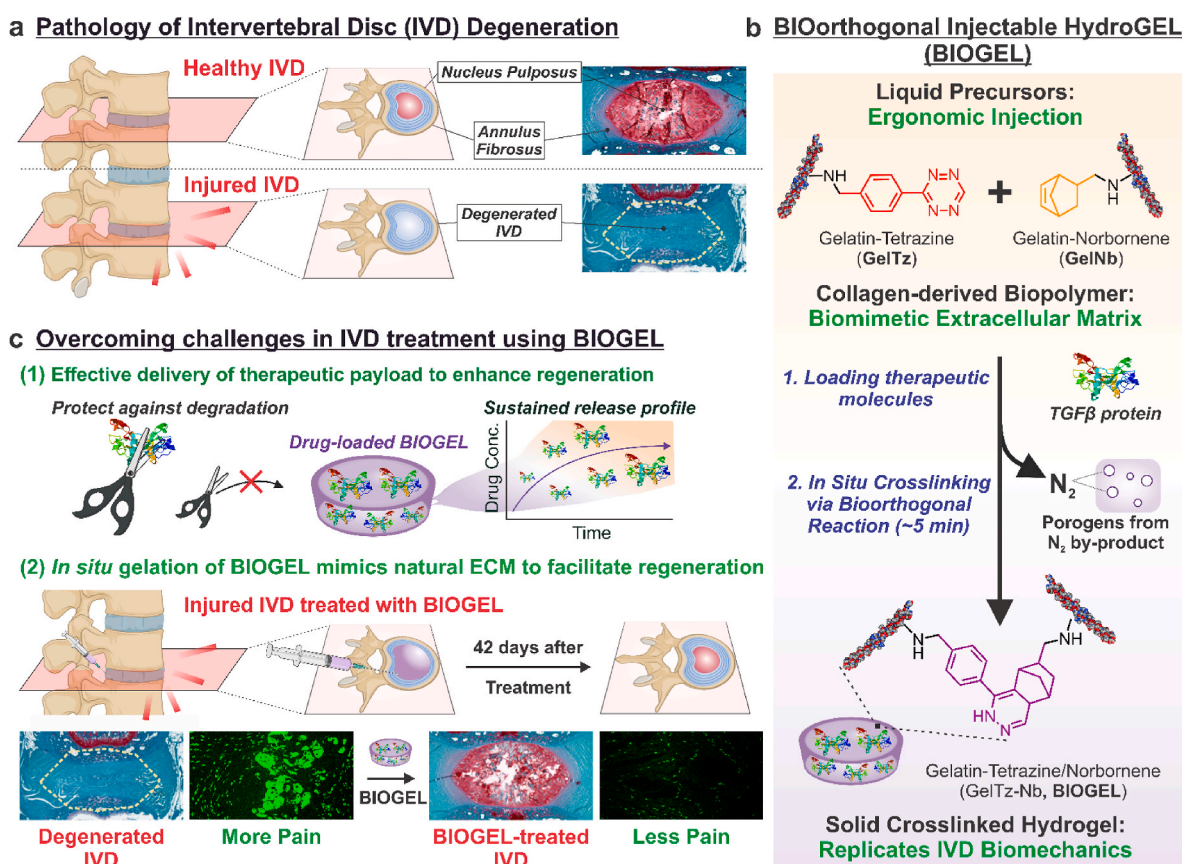 a Pathology of Intervertebral Disc (IVD) Degeneration
Healthy IVD
Nucleus Pulposus
Annulus
Fibrosus
Injured IVD
Degenerated
IVD
b BIOorthogonal Injectable HydroGEL
(BIOGEL)
Liquid Precursors:
Ergonomic Injection
NH
N N
N N
+
N
H
Gelatin-Tetrazine
(GelTz)
Gelatin-Norbornene
(GelNb)
Collagen-derived Biopolymer:
Biomimetic Extracellular Matrix
1. Loading therapeutic
molecules
TGFβ protein
2. In Situ Crosslinking
via Bioorthogonal
Reaction (~5 min)
N2
Porogens from
N2 by-product
NH
NH
HN
N
Gelatin-Tetrazine/Norbornene
(GelTz-Nb, BIOGEL)
Solid Crosslinked Hydrogel:
Replicates IVD Biomechanics
c Overcoming challenges in IVD treatment using BIOGEL
(1) Effective delivery of therapeutic payload to enhance regeneration
Protect against degradation
Drug-loaded BIOGEL
Sustained release profile
Drug Conc.
Time
(2) In situ gelation of BIOGEL mimics natural ECM to facilitate regeneration
Injured IVD treated with BIOGEL
42 days after
Treatment
BIOGEL
Degenerated
IVD
More Pain
BIOGEL-treated
IVD
Less Pain